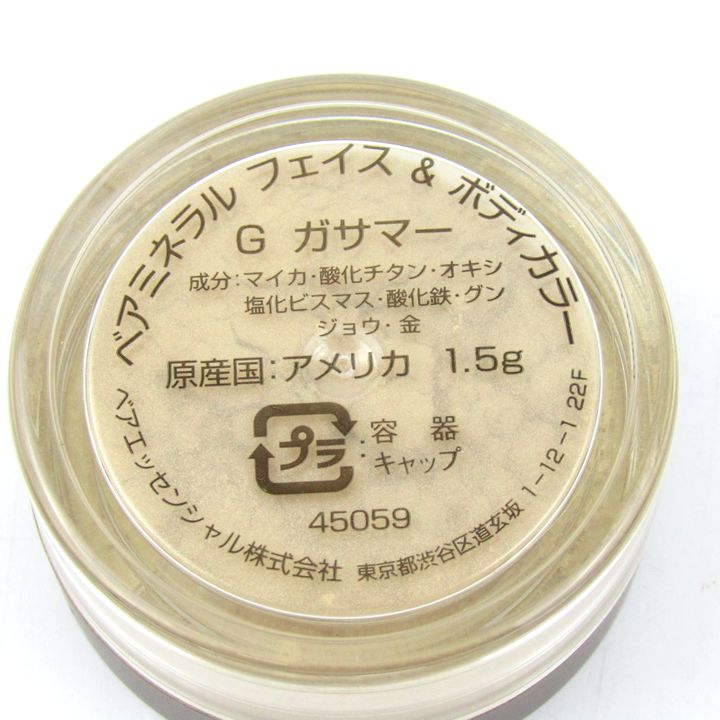 ベアミネラル フェイス & ボディカラー
G ガサマー
成分:マイカ・酸化チタン・オキシ
塩化ビスマス・酸化鉄・グン
ジョウ・金
原産国:アメリカ 1.5g
プラ
:容 器
:キャップ
45059
ベアエッセンシャル株式会社 東京都渋谷区道玄坂 1-12-1 22F